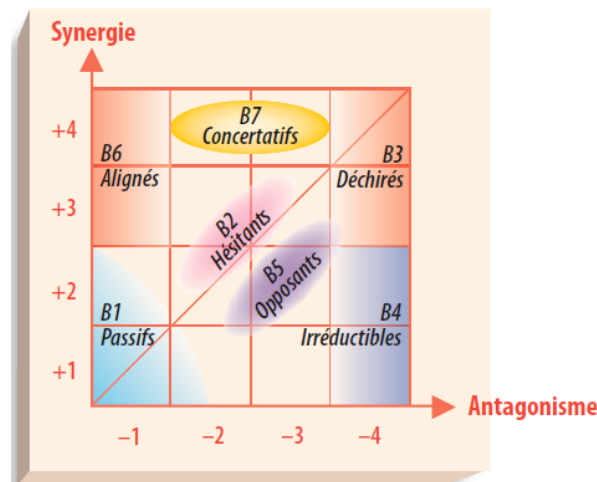 Synergie
+4
B7
Concertatifs
B6
Alignés
B3
Déchirés
+3
B2
Hésitants
+2
B5
Opposants
B1
Passifs
B4
Irréductibles
+1
Antagonisme
–1
–2
–3
–4